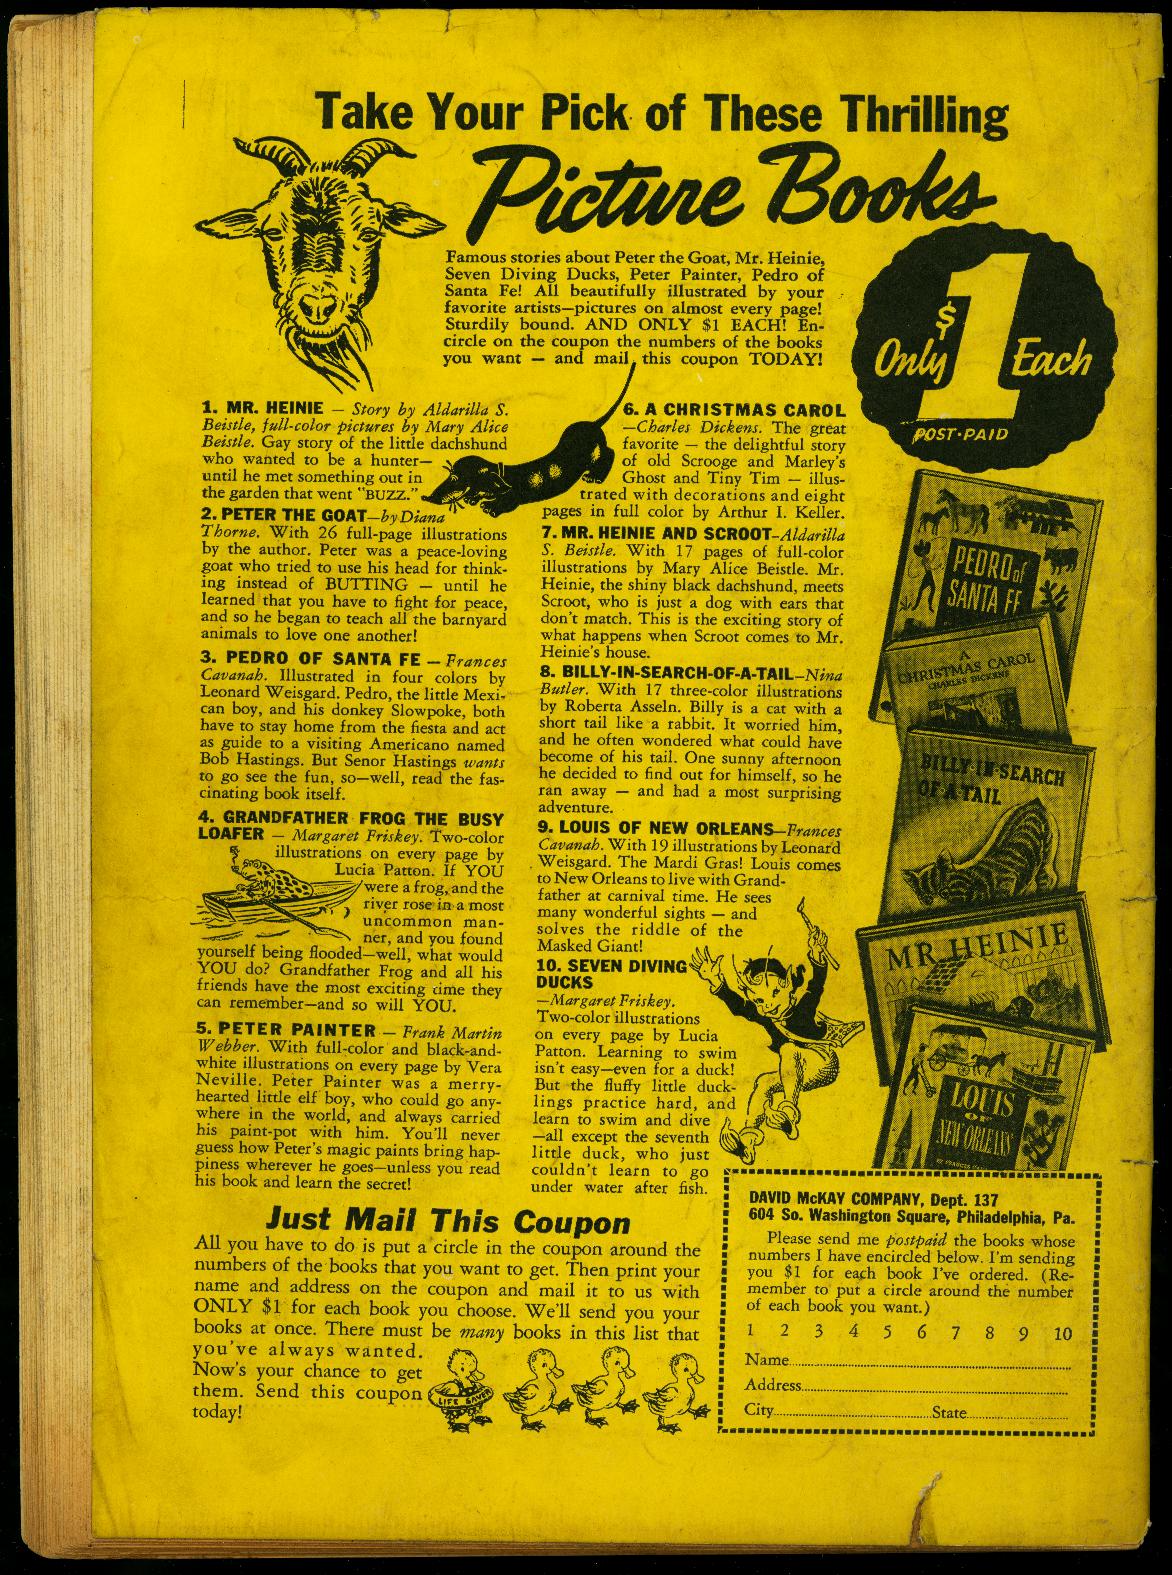 Take Your Pick of These Thrilling
Picture Books
Famous stories about Peter the Goat, Mr. Heinie,
Seven Diving Ducks, Peter Painter, Pedro of
Santa Fe! All beautifully illustrated by your
favorite artists—pictures on almost every page!
Sturdily bound. AND ONLY $1 EACH! En-
circle on the coupon the numbers of the books
you want — and mail this coupon TODAY!
Only $1 Each
POST-PAID
1. MR. HEINIE — Story by Aldarilla S.
Beistle, full-color pictures by Mary Alice
Beistle. Gay story of the little dachshund
who wanted to be a hunter—
until he met something out in
the garden that went "BUZZ."
2. PETER THE GOAT—by Diana
Thorne. With 26 full-page illustrations
by the author. Peter was a peace-loving
goat who tried to use his head for think-
ing instead of BUTTING — until he
learned that you have to fight for peace,
and so he began to teach all the barnyard
animals to love one another!
3. PEDRO OF SANTA FE — Frances
Cavanah. Illustrated in four colors by
Leonard Weisgard. Pedro, the little Mexi-
can boy, and his donkey Slowpoke, both
have to stay home from the fiesta and act
as guide to a visiting Americano named
Bob Hastings. But Senor Hastings wants
to go see the fun, so—well, read the fas-
cinating book itself.
4. GRANDFATHER FROG THE BUSY
LOAFER — Margaret Friskey. Two-color
illustrations on every page by
Lucia Patton. If YOU
were a frog, and the
river rose in a most
uncommon man-
ner, and you found
yourself being flooded—well, what would
YOU do? Grandfather Frog and all his
friends have the most exciting time they
can remember—and so will YOU.
5. PETER PAINTER — Frank Martin
Webber. With full-color and black-and-
white illustrations on every page by Vera
Neville. Peter Painter was a merry-
hearted little elf boy, who could go any-
where in the world, and always carried
his paint-pot with him. You'll never
guess how Peter's magic paints bring hap-
piness wherever he goes—unless you read
his book and learn the secret!
6. A CHRISTMAS CAROL
—Charles Dickens. The great
favorite — the delightful story
of old Scrooge and Marley's
Ghost and Tiny Tim — illus-
trated with decorations and eight
pages in full color by Arthur I. Keller.
7. MR. HEINIE AND SCROOT—Aldarilla
S. Beistle. With 17 pages of full-color
illustrations by Mary Alice Beistle. Mr.
Heinie, the shiny black dachshund, meets
Scroot, who is just a dog with ears that
don't match. This is the exciting story of
what happens when Scroot comes to Mr.
Heinie's house.
8. BILLY-IN-SEARCH-OF-A-TAIL—Nina
Butler. With 17 three-color illustrations
by Roberta Asseln. Billy is a cat with a
short tail like a rabbit. It worried him,
and he often wondered what could have
become of his tail. One sunny afternoon
he decided to find out for himself, so he
ran away — and had a most surprising
adventure.
9. LOUIS OF NEW ORLEANS—Frances
Cavanah. With 19 illustrations by Leonard
Weisgard. The Mardi Gras! Louis comes
to New Orleans to live with Grand-
father at carnival time. He sees
many wonderful sights — and
solves the riddle of the
Masked Giant!
10. SEVEN DIVING
DUCKS
—Margaret Friskey.
Two-color illustrations
on every page by Lucia
Patton. Learning to swim
isn't easy—even for a duck!
But the fluffy little duck-
lings practice hard, and
learn to swim and dive
—all except the seventh
little duck, who just
couldn't learn to go
under water after fish.
PEDRO of
SANTA FE
A
CHRISTMAS CAROL
CHARLES DICKENS
BILLY-IN-SEARCH
OF A TAIL
MR. HEINIE
LOUIS
OF
NEW ORLEANS
Just Mail This Coupon
All you have to do is put a circle in the coupon around the
numbers of the books that you want to get. Then print your
name and address on the coupon and mail it to us with
ONLY $1 for each book you choose. We'll send you your
books at once. There must be many books in this list that
you've always wanted.
Now's your chance to get
them. Send this coupon
today!
LIFE SAVER
DAVID McKAY COMPANY, Dept. 137
604 So. Washington Square, Philadelphia, Pa.
Please send me postpaid the books whose
numbers I have encircled below. I'm sending
you $1 for each book I've ordered. (Re-
member to put a circle around the number
of each book you want.)
1 2 3 4 5 6 7 8 9 10
Name
Address
City State